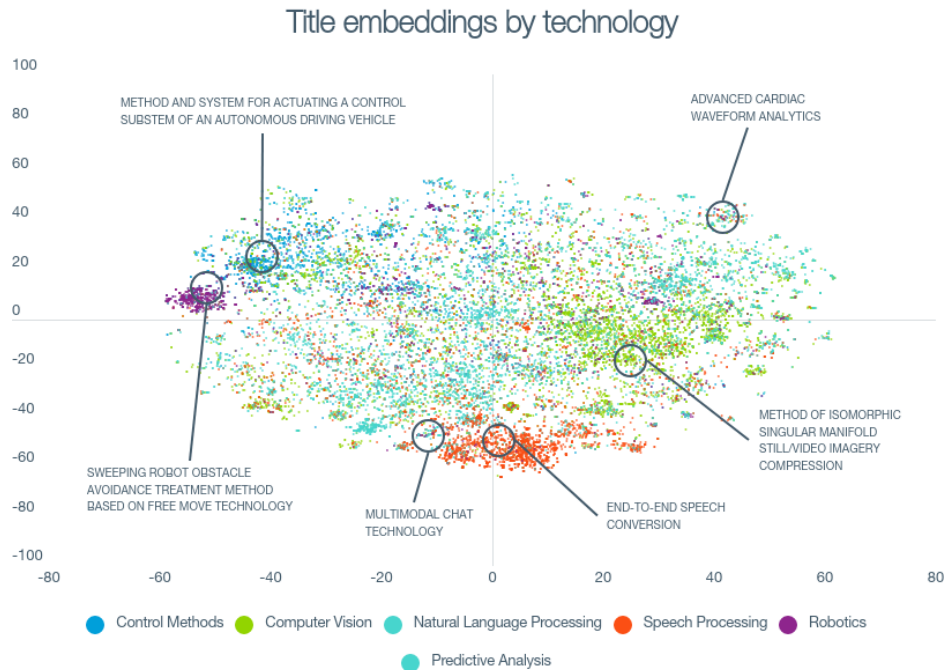 Title embeddings by technology
100
80
60
40
20
0
-20
-40
-60
-80
-100
METHOD AND SYSTEM FOR ACTUATING A CONTROL
SUBSTEM OF AN AUTONOMOUS DRIVING VEHICLE
ADVANCED CARDIAC
WAVEFORM ANALYTICS
SWEEPING ROBOT OBSTACLE
AVOIDANCE TREATMENT METHOD
BASED ON FREE MOVE TECHNOLOGY
MULTIMODAL CHAT
TECHNOLOGY
END-TO-END SPEECH
CONVERSION
METHOD OF ISOMORPHIC
SINGULAR MANIFOLD
STILL/VIDEO IMAGERY
COMPRESSION
-80 -60 -40 -20 0 20 40 60 80
Control Methods Computer Vision Natural Language Processing Speech Processing Robotics
Predictive Analysis